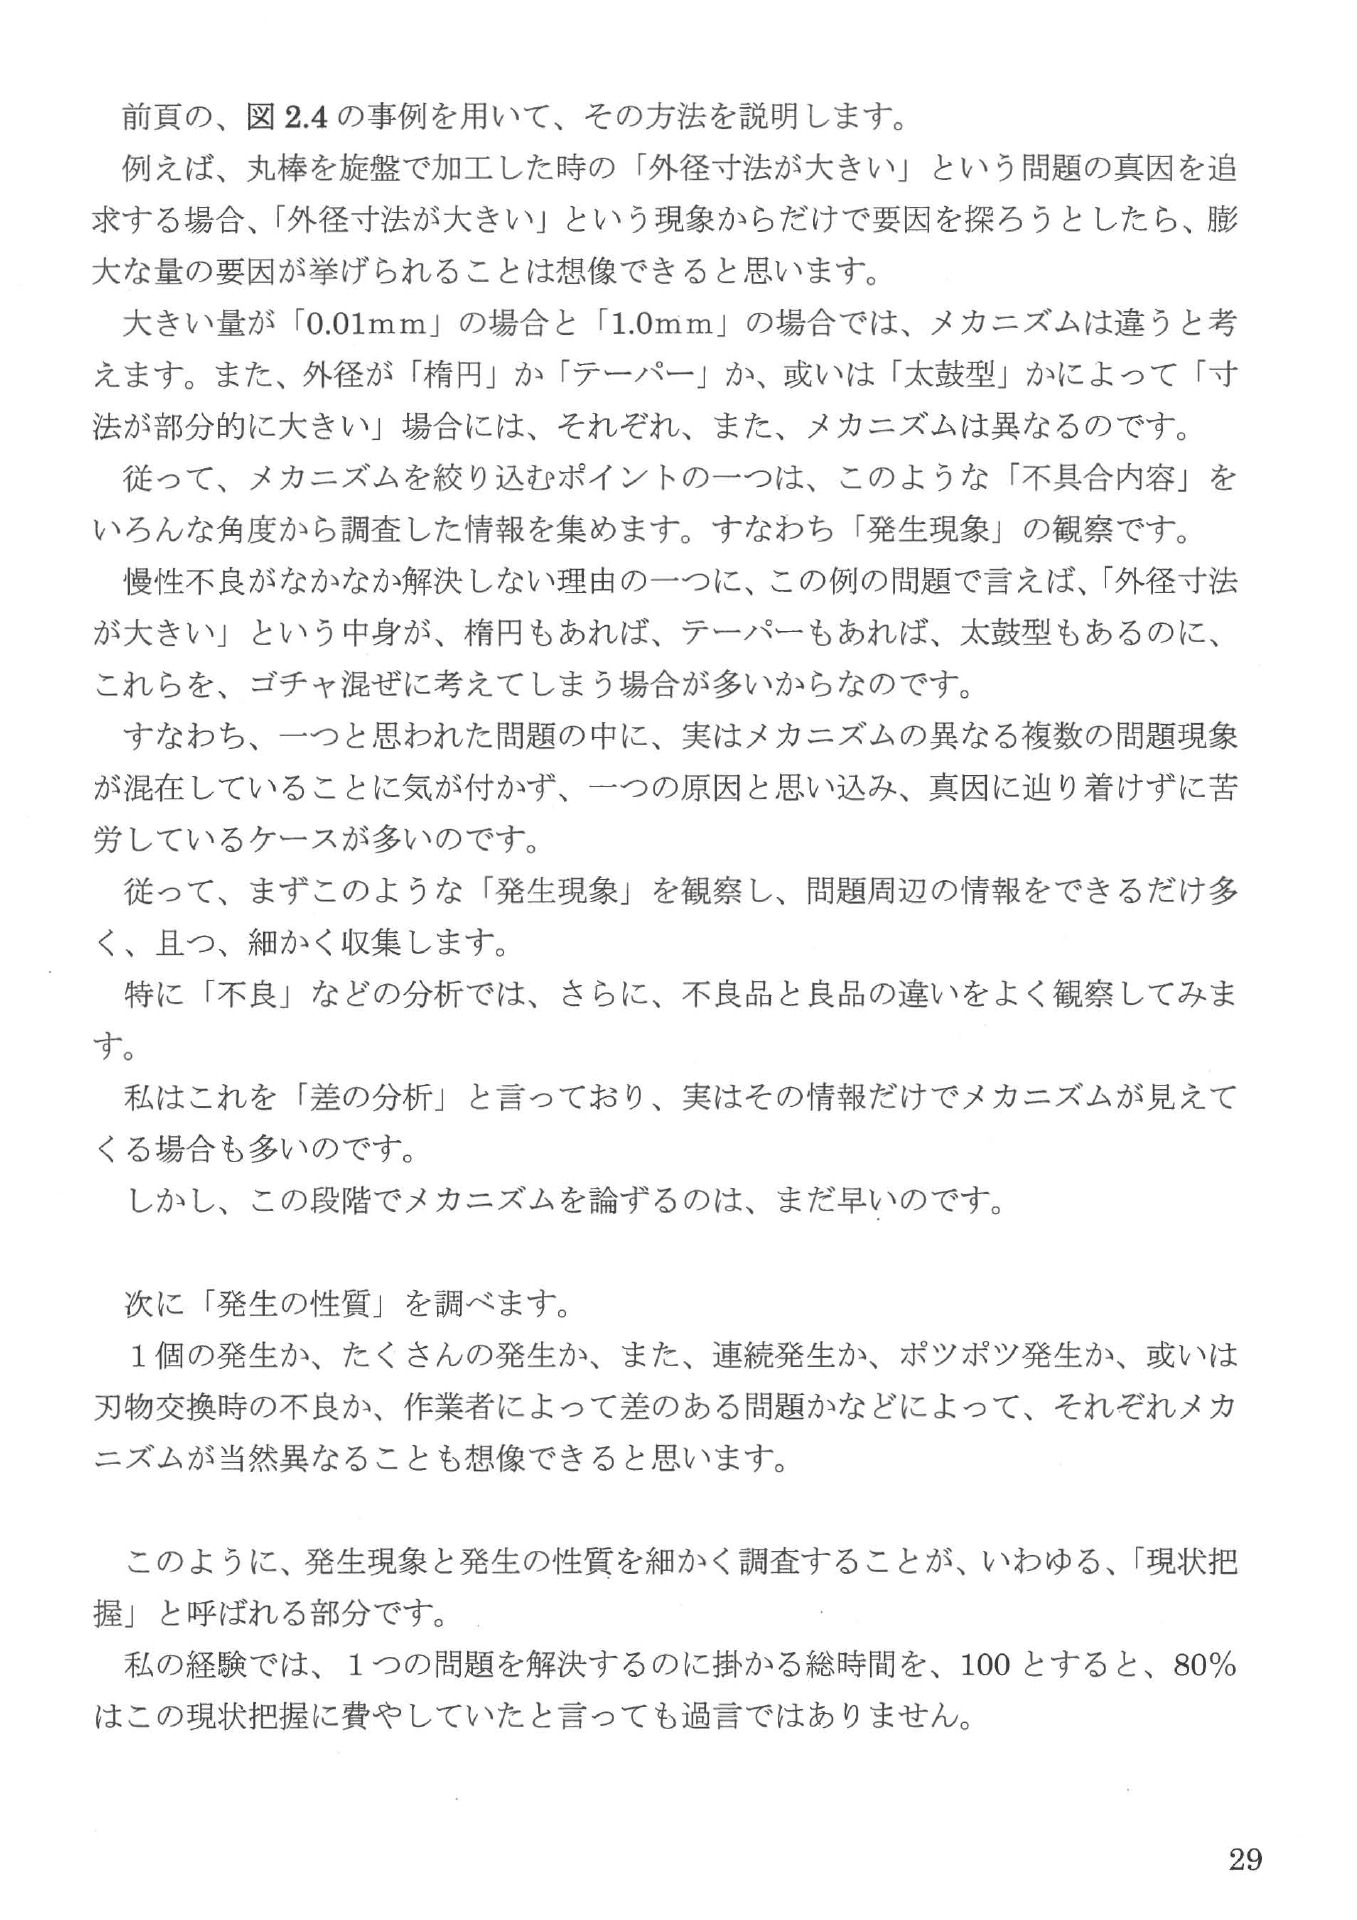 前頁の、図 2.4 の事例を用いて、その方法を説明します。
例えば、丸棒を旋盤で加工した時の「外径寸法が大きい」という問題の真因を追
求する場合、「外径寸法が大きい」という現象からだけで要因を探ろうとしたら、膨
大な量の要因が挙げられることは想像できると思います。
大きい量が「0.01mm」の場合と「1.0mm」の場合では、メカニズムは違うと考
えます。また、外径が「楕円」か「テーパー」か、或いは「太鼓型」かによって「寸
法が部分的に大きい」場合には、それぞれ、また、メカニズムは異なるのです。
従って、メカニズムを絞り込むポイントの一つは、このような「不具合内容」を
いろんな角度から調査した情報を集めます。すなわち「発生現象」の観察です。
慢性不良がなかなか解決しない理由の一つに、この例の問題で言えば、「外径寸法
が大きい」という中身が、楕円もあれば、テーパーもあれば、太鼓型もあるのに、
これらを、ゴチャ混ぜに考えてしまう場合が多いからなのです。
すなわち、一つと思われた問題の中に、実はメカニズムの異なる複数の問題現象
が混在していることに気が付かず、一つの原因と思い込み、真因に辿り着けずに苦
労しているケースが多いのです。
従って、まずこのような「発生現象」を観察し、問題周辺の情報をできるだけ多
く、且つ、細かく収集します。
特に「不良」などの分析では、さらに、不良品と良品の違いをよく観察してみま
す。
私はこれを「差の分析」と言っており、実はその情報だけでメカニズムが見えて
くる場合も多いのです。
しかし、この段階でメカニズムを論ずるのは、まだ早いのです。
次に「発生の性質」を調べます。
１個の発生か、たくさんの発生か、また、連続発生か、ポツポツ発生か、或いは
刃物交換時の不良か、作業者によって差のある問題かなどによって、それぞれメカ
ニズムが当然異なることも想像できると思います。
このように、発生現象と発生の性質を細かく調査することが、いわゆる、「現状把
握」と呼ばれる部分です。
私の経験では、１つの問題を解決するのに掛かる総時間を、100 とすると、80％
はこの現状把握に費やしていたと言っても過言ではありません。
29